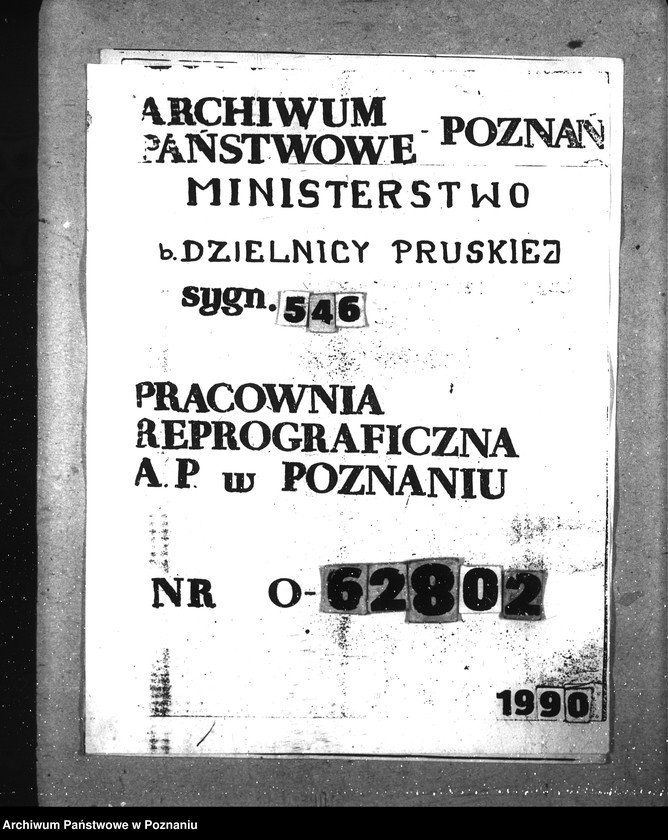 ARCHIWUM
PAŃSTWOWE - POZNAŃ
MINISTERSTWO
b. DZIELNICY PRUSKIEJ
sygn. 546
PRACOWNIA
REPROGRAFICZNA
A.P w POZNANIU
NR O-62802
1990
Archiwum Państwowe w Poznaniu